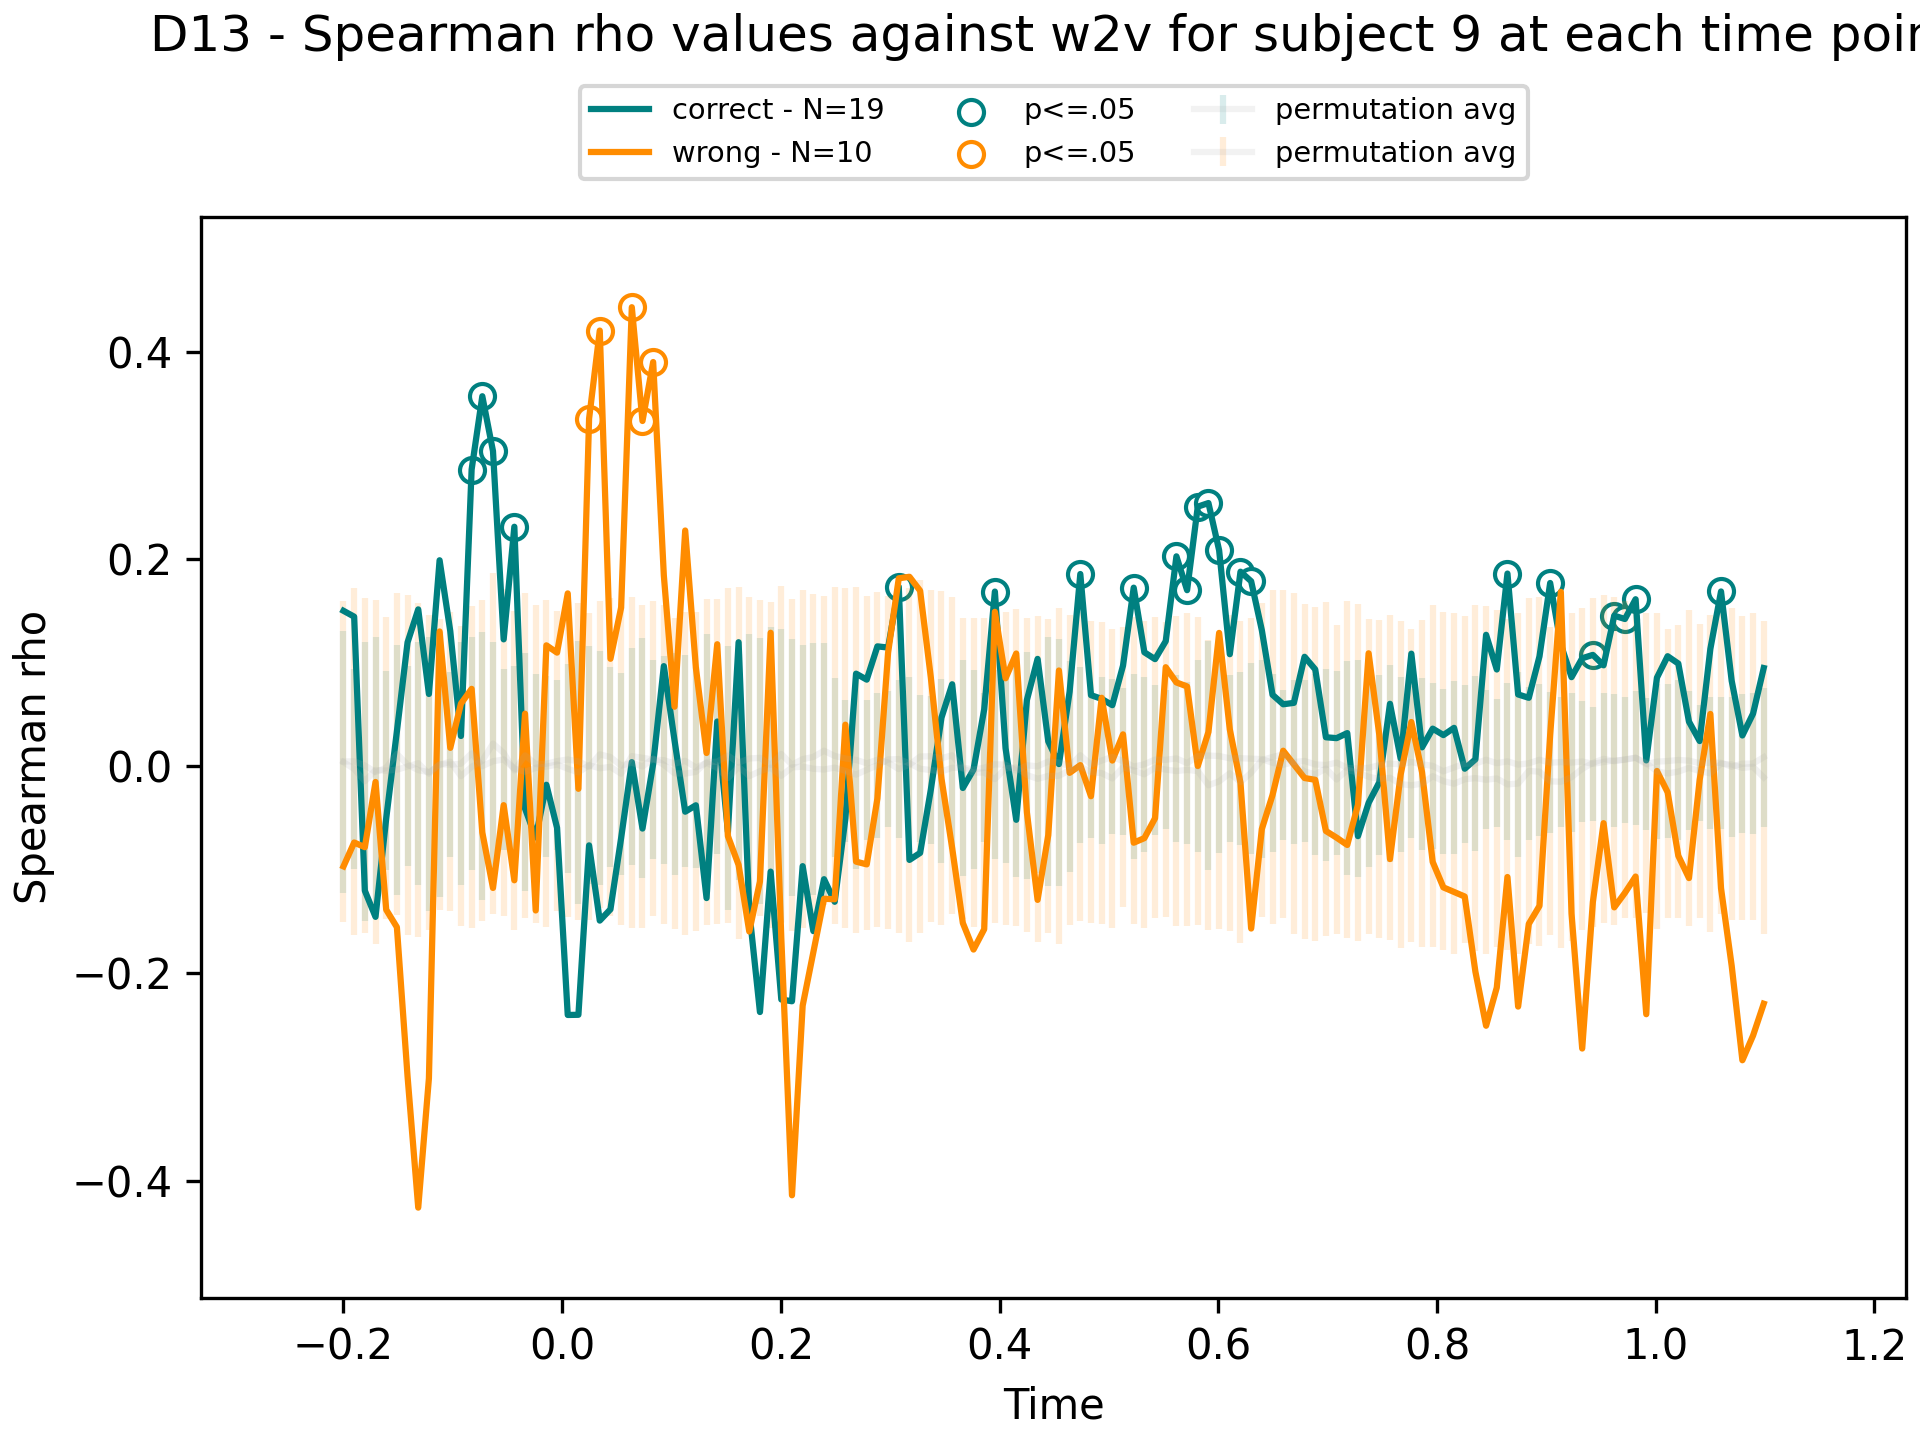 D13 - Spearman rho values against w2v for subject 9 at each time poin
correct - N=19
wrong - N=10
p<=.05
p<=.05
permutation avg
permutation avg
Spearman rho
0.4
0.2
0.0
−0.2
−0.4
−0.2 0.0 0.2 0.4 0.6 0.8 1.0 1.2
Time